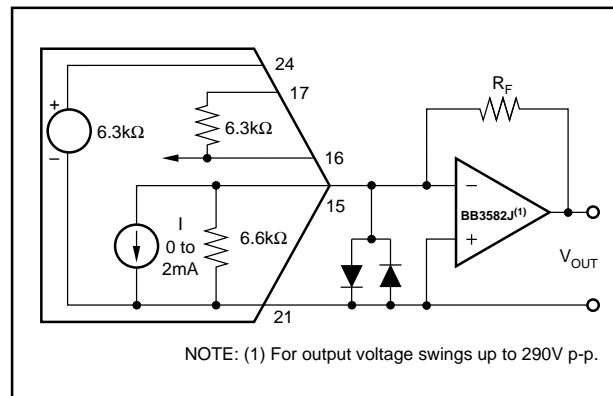 24
17
R_F
+
6.3kΩ
−
6.3kΩ
16
−
BB3582J(1)
15
I
0 to
2mA
6.6kΩ
+
V_OUT
21
NOTE: (1) For output voltage swings up to 290V p-p.